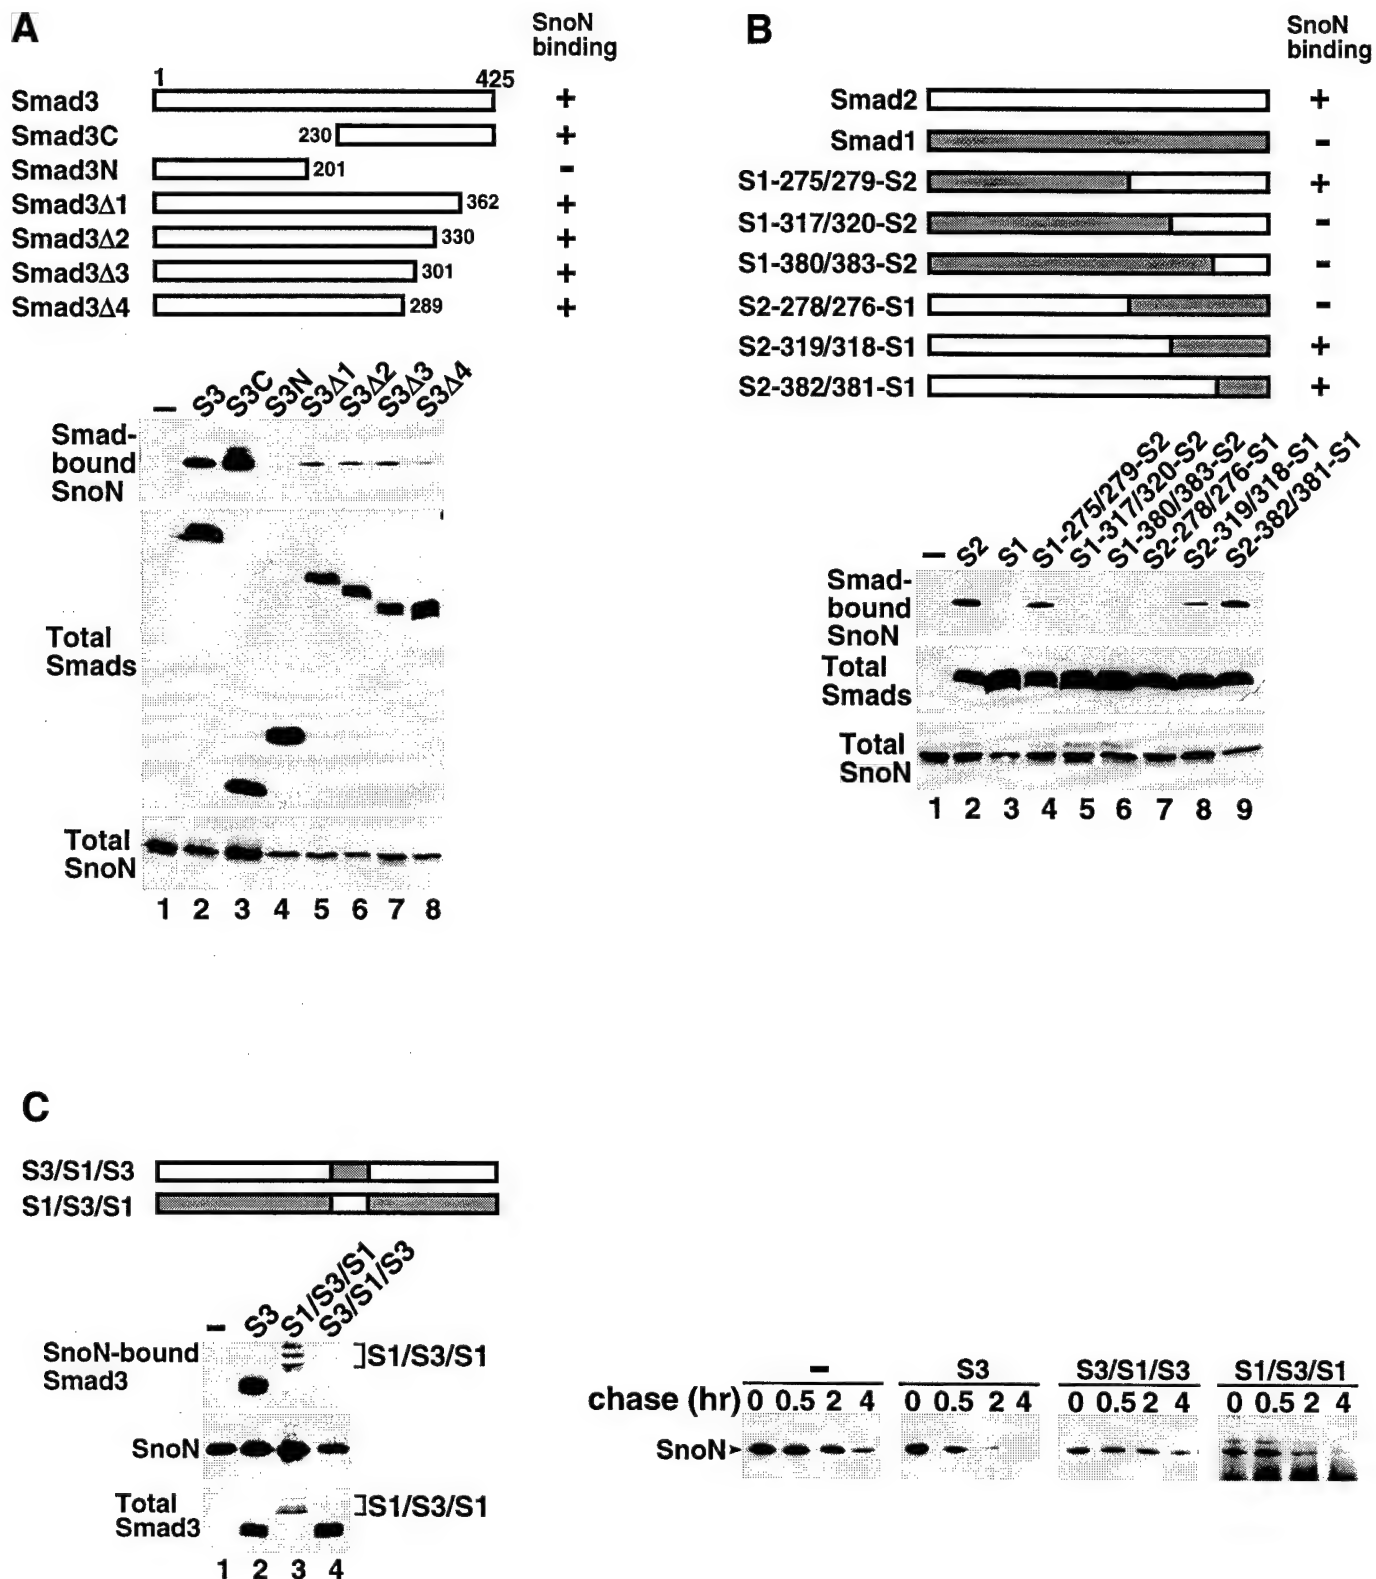 A
SnoN
binding
1 425
Smad3 +
Smad3C 230 +
Smad3N 201 -
Smad3Δ1 362 +
Smad3Δ2 330 +
Smad3Δ3 301 +
Smad3Δ4 289 +
– S3 S3C S3N S3Δ1 S3Δ2 S3Δ3 S3Δ4
Smad-
bound
SnoN
Total
Smads
Total
SnoN
1 2 3 4 5 6 7 8
B
SnoN
binding
Smad2 +
Smad1 -
S1-275/279-S2 +
S1-317/320-S2 -
S1-380/383-S2 -
S2-278/276-S1 -
S2-319/318-S1 +
S2-382/381-S1 +
– S2 S1 S1-275/279-S2 S1-317/320-S2 S1-380/383-S2 S2-278/276-S1 S2-319/318-S1 S2-382/381-S1
Smad-
bound
SnoN
Total
Smads
Total
SnoN
1 2 3 4 5 6 7 8 9
C
S3/S1/S3
S1/S3/S1
– S3 S1/S3/S1 S3/S1/S3
SnoN-bound
Smad3
]S1/S3/S1
SnoN
Total
Smad3
]S1/S3/S1
1 2 3 4
– S3 S3/S1/S3 S1/S3/S1
chase (hr) 0 0.5 2 4 0 0.5 2 4 0 0.5 2 4 0 0.5 2 4
SnoN